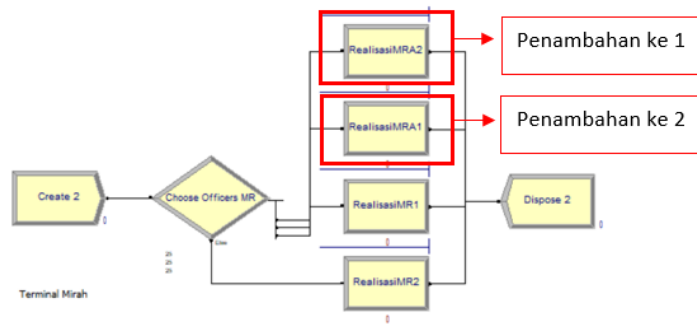 RealisasiMRA2
0
Penambahan ke 1
RealisasiMRA1
0
Penambahan ke 2
Create 2
0
Choose Officers MR
Else
RealisasiMR1
0
Dispose 2
0
RealisasiMR2
0
Terminal Mirah